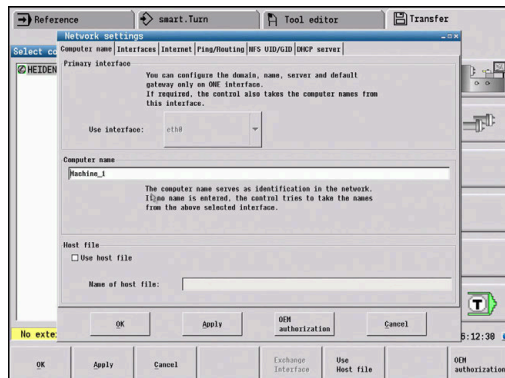 Reference
smart.Turn
Tool editor
Transfer
Network settings
Select co
HEIDEN
Computer name
Interfaces
Internet
Ping/Routing
NFS UID/GID
DHCP server
Primary interface
You can configure the domain, name, server and default
gateway only on ONE interface.
If required, the control also takes the computer names from
this interface.
Use interface:
eth0
Computer name
Machine_1
The computer name serves as identification in the network.
If no name is entered, the control tries to take the names
from the above selected interface.
Host file
Use host file
Name of host file:
OK
Apply
OEM
authorization
Cancel
T
No exte
6:12:30
OK
Apply
Cancel
Exchange
Interface
Use
Host file
OEM
authorization